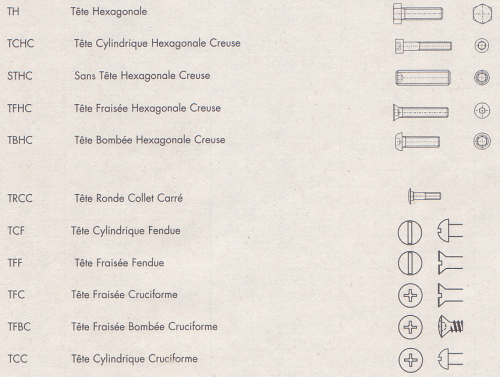 TH Tête Hexagonale
TCHC Tête Cylindrique Hexagonale Creuse
STHC Sans Tête Hexagonale Creuse
TFHC Tête Fraisée Hexagonale Creuse
TBHC Tête Bombée Hexagonale Creuse
TRCC Tête Ronde Collet Carré
TCF Tête Cylindrique Fendue
TFF Tête Fraisée Fendue
TFC Tête Fraisée Cruciforme
TFBC Tête Fraisée Bombée Cruciforme
TCC Tête Cylindrique Cruciforme